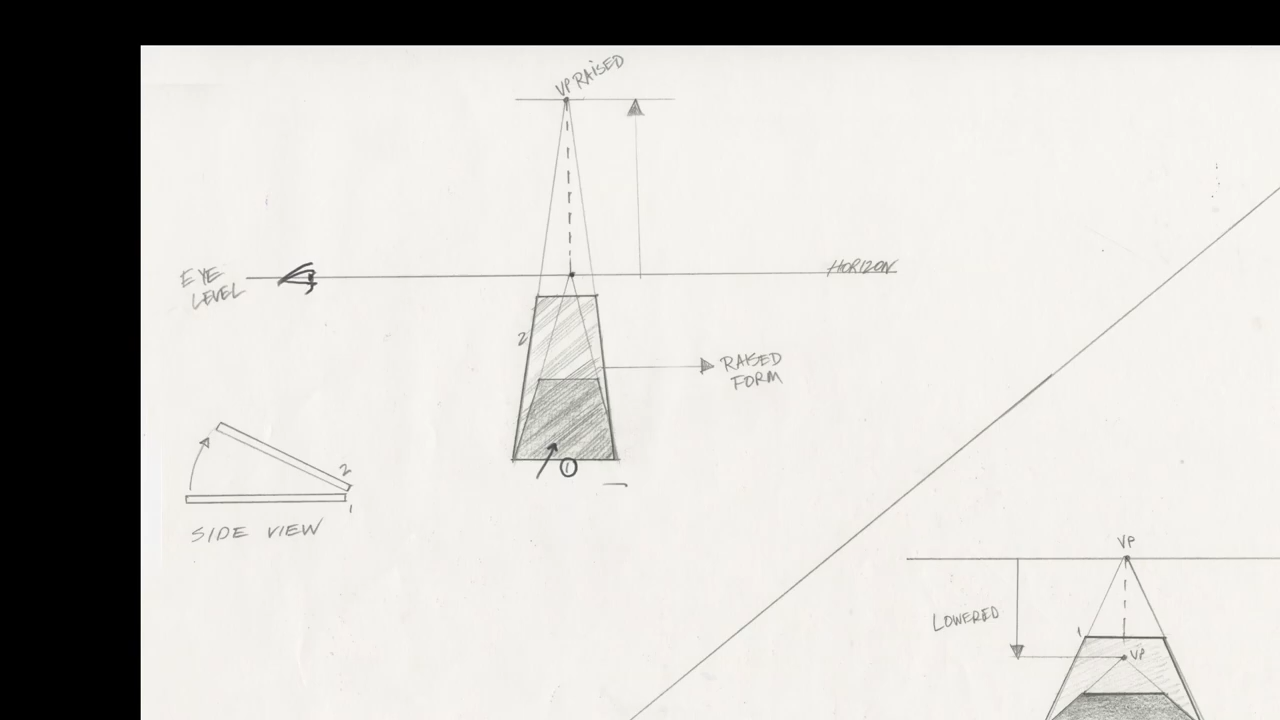 VP RAISED
EYE
LEVEL
HORIZON
2
RAISED
FORM
1
2
1
SIDE VIEW
VP
LOWERED
1
VP